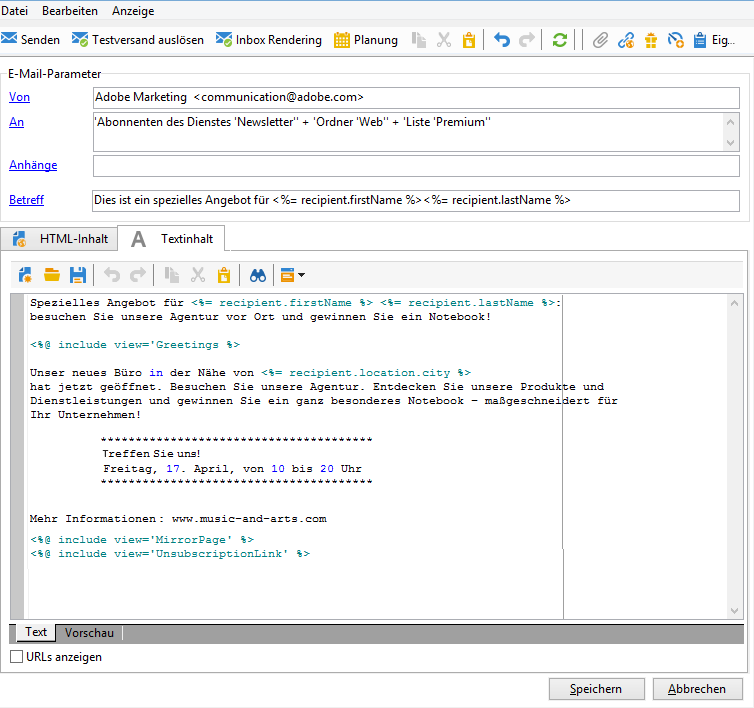 Datei Bearbeiten Anzeige
Senden Testversand auslösen Inbox Rendering Planung Eig...
E-Mail-Parameter
Von Adobe Marketing <communication@adobe.com>
An 'Abonnenten des Dienstes 'Newsletter'' + 'Ordner 'Web'' + 'Liste 'Premium''
Anhänge
Betreff Dies ist ein spezielles Angebot für <%= recipient.firstName %><%= recipient.lastName %>
HTML-Inhalt A Textinhalt
Spezielles Angebot für <%= recipient.firstName %> <%= recipient.lastName %>:
besuchen Sie unsere Agentur vor Ort und gewinnen Sie ein Notebook!
<%@ include view='Greetings %>
Unser neues Büro in der Nähe von <%= recipient.location.city %>
hat jetzt geöffnet. Besuchen Sie unsere Agentur. Entdecken Sie unsere Produkte und
Dienstleistungen und gewinnen Sie ein ganz besonderes Notebook – maßgeschneidert für
Ihr Unternehmen!
***************************************
Treffen Sie uns!
Freitag, 17. April, von 10 bis 20 Uhr
***************************************
Mehr Informationen: www.music-and-arts.com
<%@ include view='MirrorPage' %>
<%@ include view='UnsubscriptionLink' %>
Text Vorschau
URLs anzeigen
Speichern Abbrechen